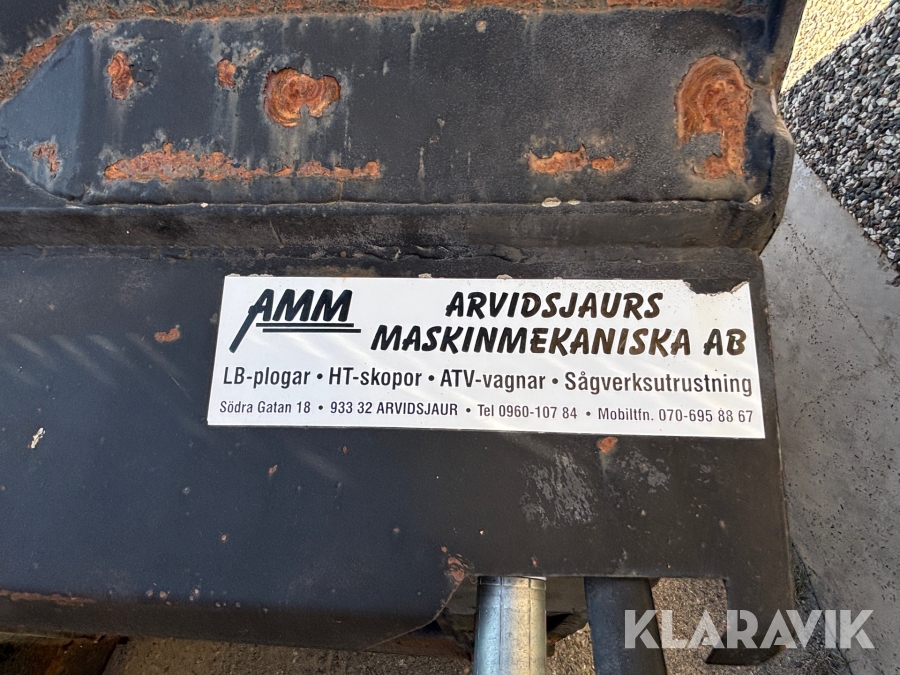 AMM
ARVIDSJAURS
MASKINMEKANISKA AB
LB-plogar • HT-skopor • ATV-vagnar • Sågverksutrustning
Södra Gatan 18 • 933 32 ARVIDSJAUR • Tel 0960-107 84 • Mobiltfn. 070-695 88 67
KLARAVIK